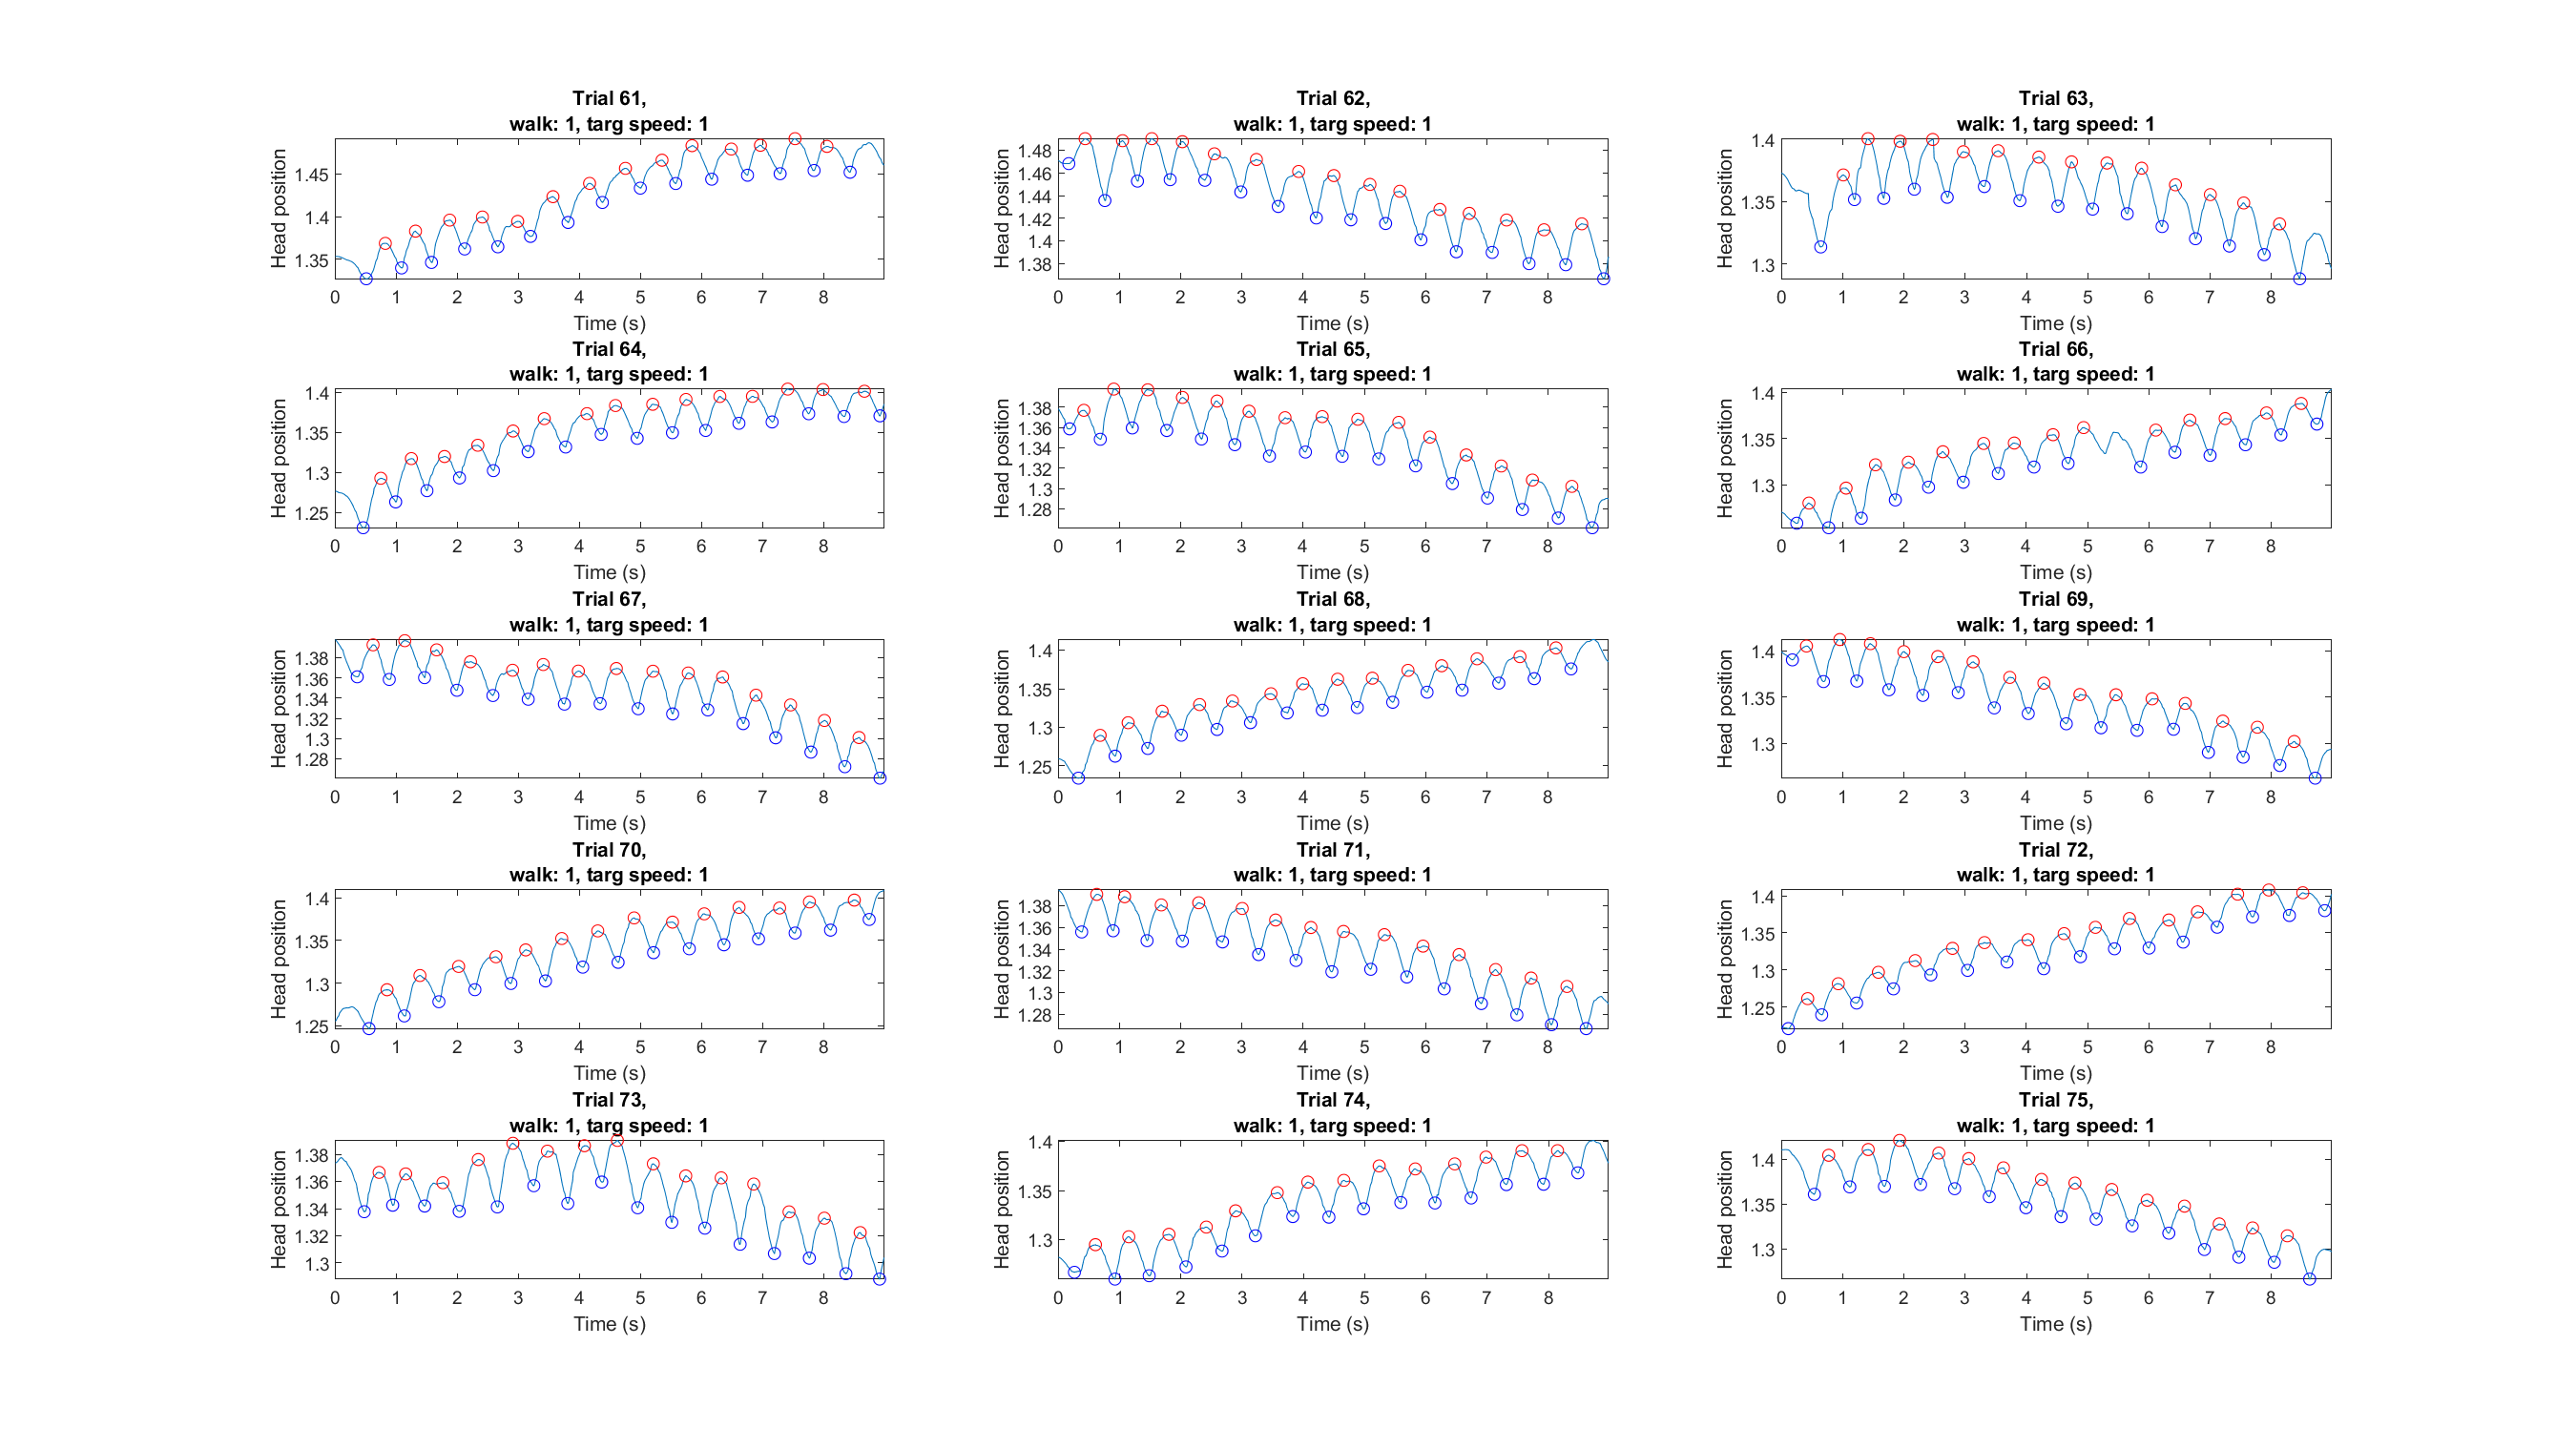 Trial 61,
walk: 1, targ speed: 1
Head position
1.45
1.4
1.35
0 1 2 3 4 5 6 7 8
Time (s)
Trial 62,
walk: 1, targ speed: 1
Head position
1.48
1.46
1.44
1.42
1.4
1.38
0 1 2 3 4 5 6 7 8
Time (s)
Trial 63,
walk: 1, targ speed: 1
Head position
1.4
1.35
1.3
0 1 2 3 4 5 6 7 8
Time (s)
Trial 64,
walk: 1, targ speed: 1
Head position
1.4
1.35
1.3
1.25
0 1 2 3 4 5 6 7 8
Time (s)
Trial 65,
walk: 1, targ speed: 1
Head position
1.38
1.36
1.34
1.32
1.3
1.28
0 1 2 3 4 5 6 7 8
Time (s)
Trial 66,
walk: 1, targ speed: 1
Head position
1.4
1.35
1.3
0 1 2 3 4 5 6 7 8
Time (s)
Trial 67,
walk: 1, targ speed: 1
Head position
1.38
1.36
1.34
1.32
1.3
1.28
0 1 2 3 4 5 6 7 8
Time (s)
Trial 68,
walk: 1, targ speed: 1
Head position
1.4
1.35
1.3
1.25
0 1 2 3 4 5 6 7 8
Time (s)
Trial 69,
walk: 1, targ speed: 1
Head position
1.4
1.35
1.3
0 1 2 3 4 5 6 7 8
Time (s)
Trial 70,
walk: 1, targ speed: 1
Head position
1.4
1.35
1.3
1.25
0 1 2 3 4 5 6 7 8
Time (s)
Trial 71,
walk: 1, targ speed: 1
Head position
1.38
1.36
1.34
1.32
1.3
1.28
0 1 2 3 4 5 6 7 8
Time (s)
Trial 72,
walk: 1, targ speed: 1
Head position
1.4
1.35
1.3
1.25
0 1 2 3 4 5 6 7 8
Time (s)
Trial 73,
walk: 1, targ speed: 1
Head position
1.38
1.36
1.34
1.32
1.3
0 1 2 3 4 5 6 7 8
Time (s)
Trial 74,
walk: 1, targ speed: 1
Head position
1.4
1.35
1.3
0 1 2 3 4 5 6 7 8
Time (s)
Trial 75,
walk: 1, targ speed: 1
Head position
1.4
1.35
1.3
0 1 2 3 4 5 6 7 8
Time (s)